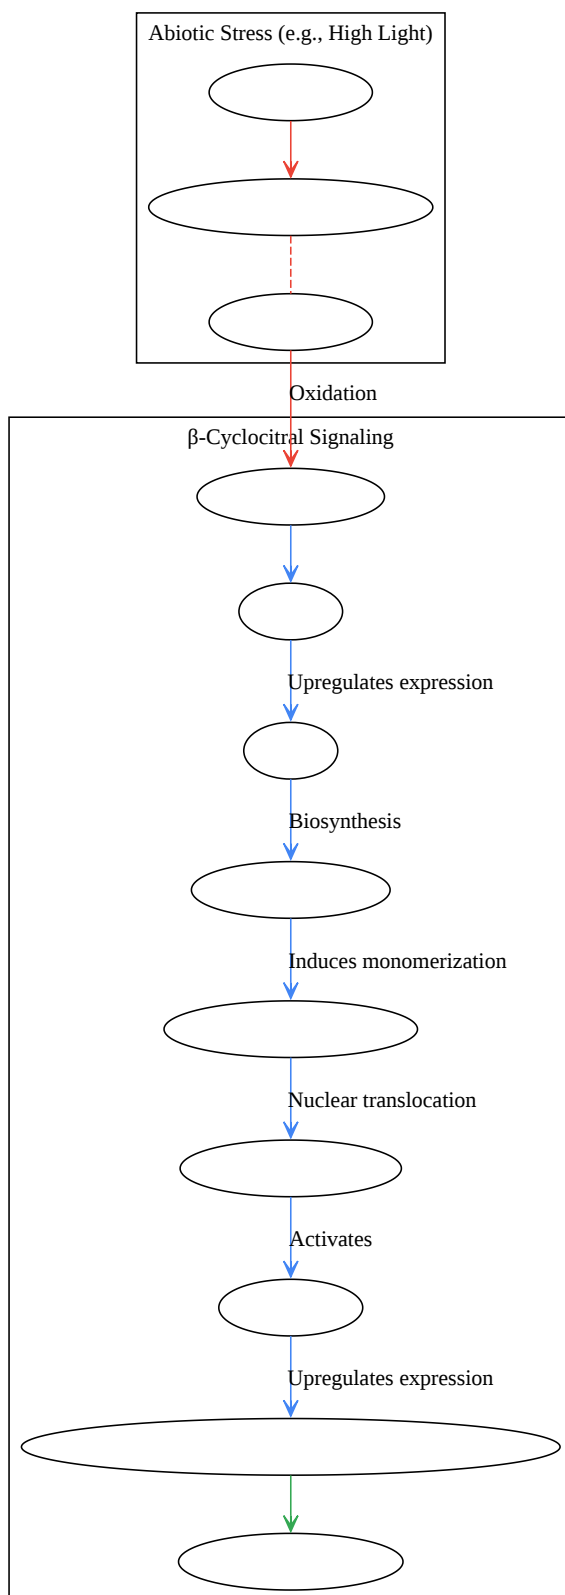 Abiotic Stress (e.g., High Light)
Oxidation
β-Cyclocitral Signaling
Upregulates expression
Biosynthesis
Induces monomerization
Nuclear translocation
Activates
Upregulates expression